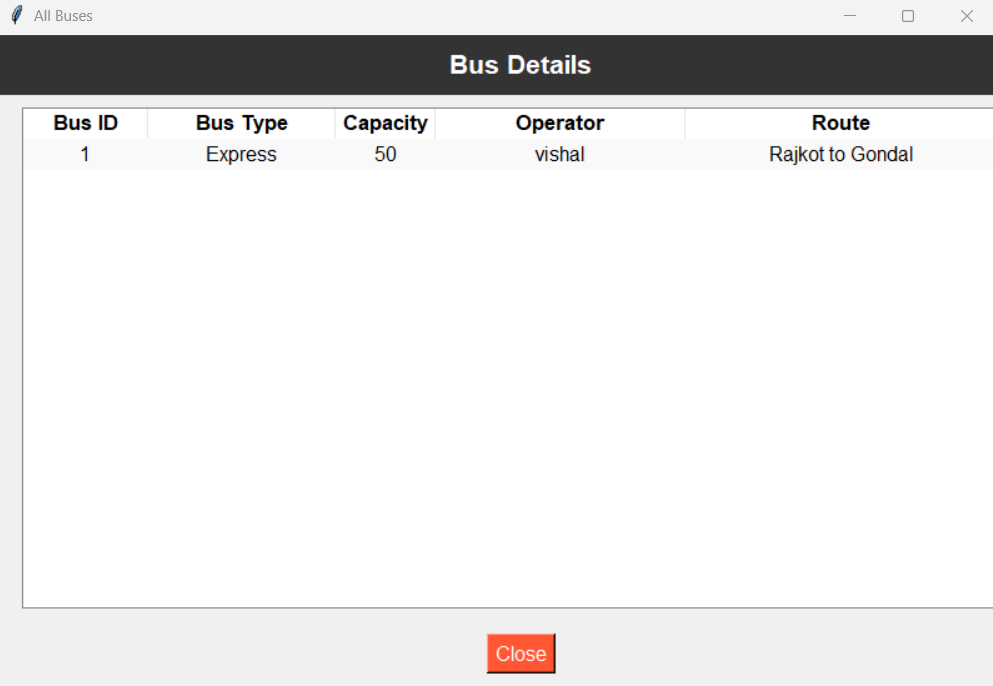 All Buses
Bus Details
Bus ID Bus Type Capacity Operator Route
1 Express 50 vishal Rajkot to Gondal
Close